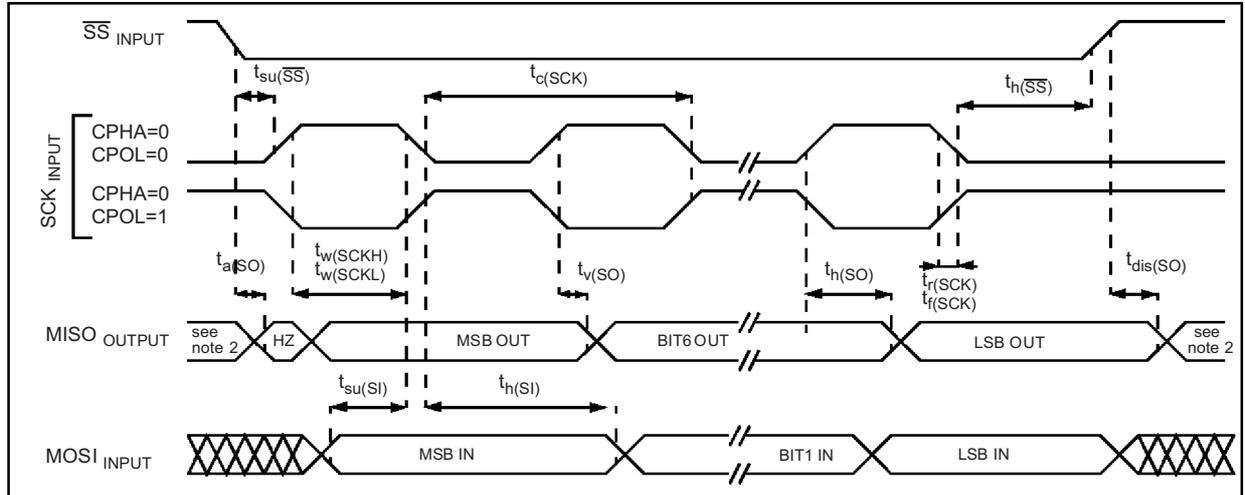 SS INPUT
tsu(SS)
tc(SCK)
th(SS)
SCK INPUT
CPHA=0
CPOL=0
CPHA=0
CPOL=1
ta(SO)
tw(SCKH)
tw(SCKL)
tv(SO)
th(SO)
tr(SCK)
tf(SCK)
tdis(SO)
MISO OUTPUT
see
note 2
HZ
MSB OUT
BIT6 OUT
LSB OUT
see
note 2
tsu(SI)
th(SI)
MOSI INPUT
MSB IN
BIT1 IN
LSB IN